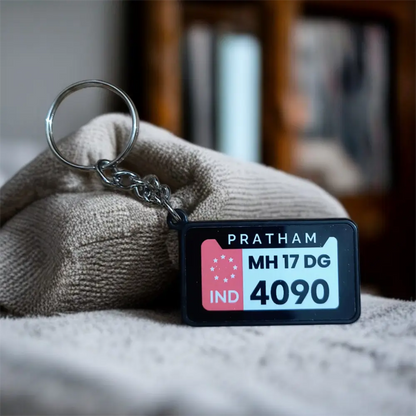 PRATHAM
MH 17 DG
IND 4090